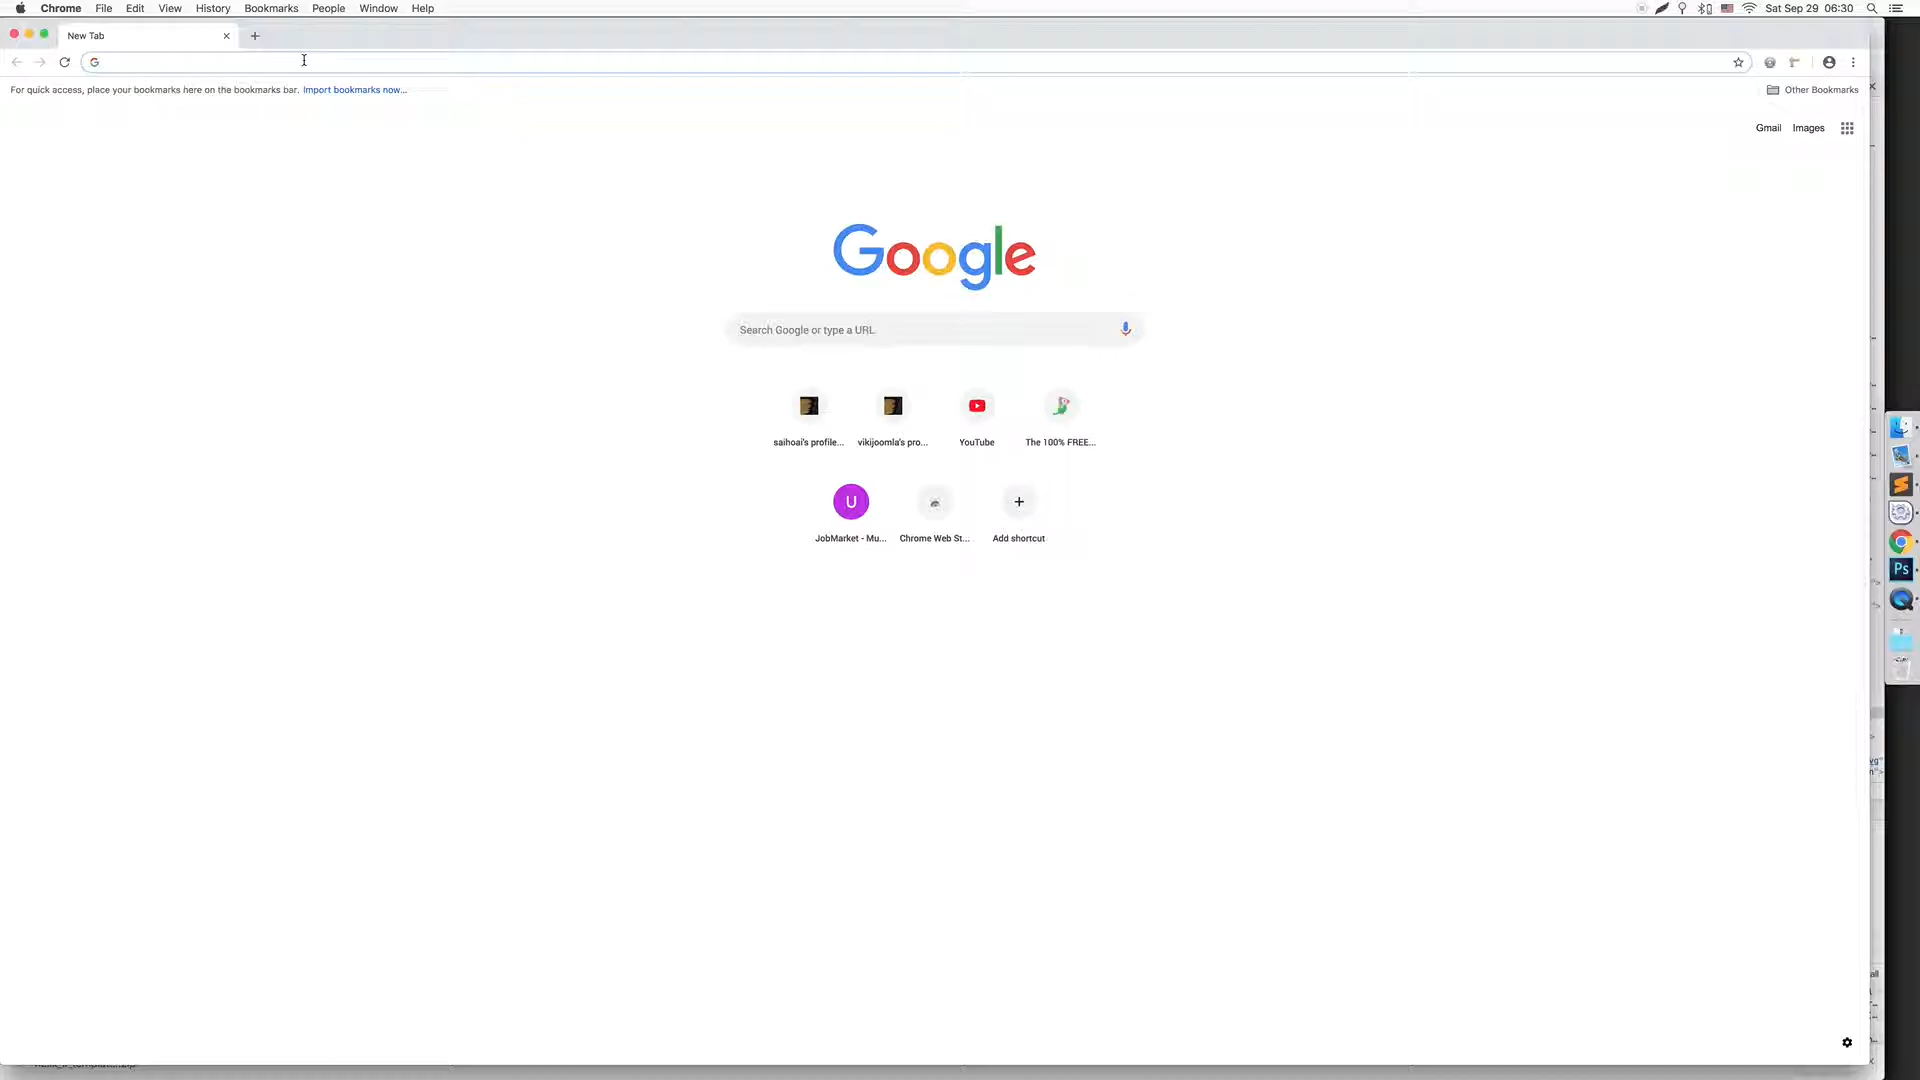 Chrome File Edit View History Bookmarks People Window Help Sat Sep 29 06:30
New Tab
For quick access, place your bookmarks here on the bookmarks bar. Import bookmarks now... Other Bookmarks
Gmail Images
Google
Search Google or type a URL
saihoai's profile... vikijoomla's pro... YouTube The 100% FREE...
U
JobMarket - Mu... Chrome Web St... Add shortcut
Ps